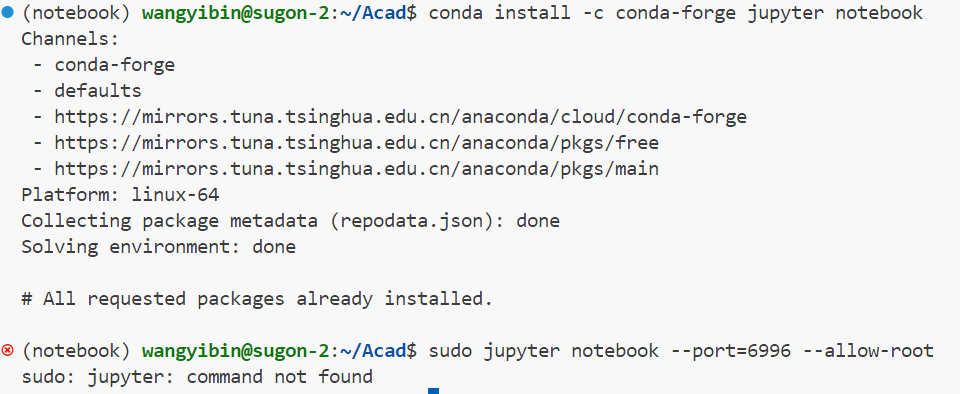 (notebook) wangyibin@sugon-2:~/Acad$ conda install -c conda-forge jupyter notebook
Channels:
 - conda-forge
 - defaults
 - https://mirrors.tuna.tsinghua.edu.cn/anaconda/cloud/conda-forge
 - https://mirrors.tuna.tsinghua.edu.cn/anaconda/pkgs/free
 - https://mirrors.tuna.tsinghua.edu.cn/anaconda/pkgs/main
Platform: linux-64
Collecting package metadata (repodata.json): done
Solving environment: done

# All requested packages already installed.

(notebook) wangyibin@sugon-2:~/Acad$ sudo jupyter notebook --port=6996 --allow-root
sudo: jupyter: command not found